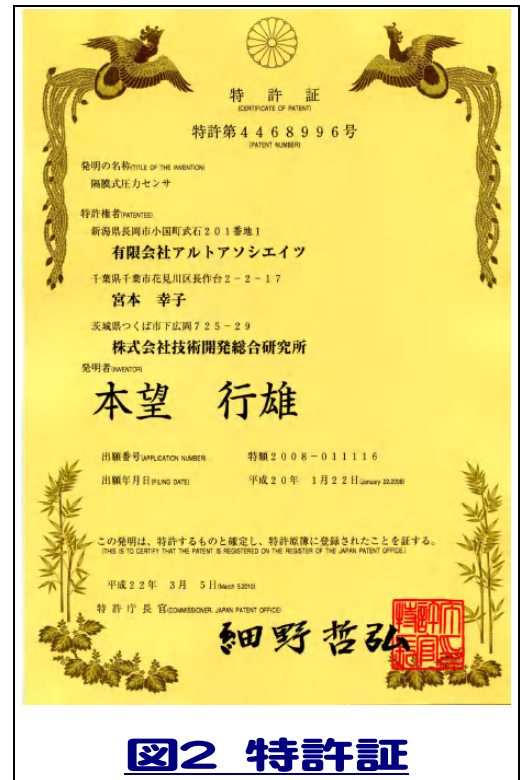 特許証
(CERTIFICATE OF PATENT)
特許第4468996号
(PATENT NUMBER)
発明の名称(TITLE OF THE INVENTION)
隔膜式圧力センサ
特許権者(PATENTEE)
新潟県長岡市小国町武石201番地1
有限会社アルトアソシエイツ
千葉県千葉市花見川区長作台2-2-17
宮本 幸子
茨城県つくば市下広岡725-29
株式会社技術開発総合研究所
発明者(INVENTOR)
本望 行雄
出願番号(APPLICATION NUMBER) 特願2008-011116
出願年月日(FILING DATE) 平成20年 1月22日(January 22,2008)
この発明は、特許するものと確定し、特許原簿に登録されたことを証する。
(THIS IS TO CERTIFY THAT THE PATENT IS REGISTERED ON THE REGISTER OF THE JAPAN PATENT OFFICE.)
平成22年 3月 5日(March 5,2010)
特許庁長官(COMMISSIONER, JAPAN PATENT OFFICE)
細野哲弘
特許庁長官之印
図2 特許証